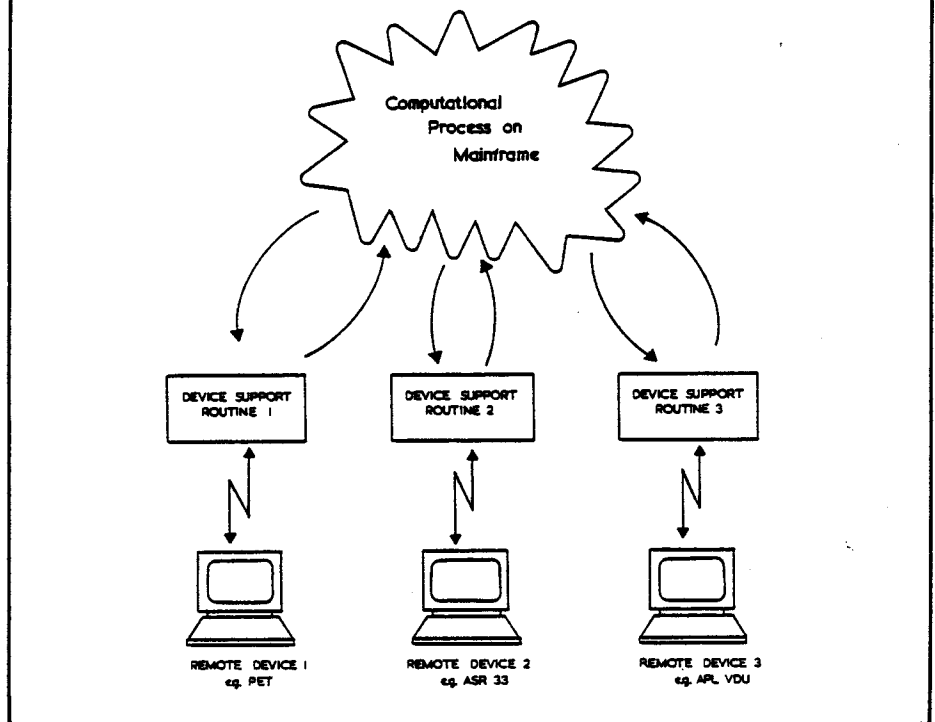 Computational
Process on
Mainframe
DEVICE SUPPORT
ROUTINE 1
DEVICE SUPPORT
ROUTINE 2
DEVICE SUPPORT
ROUTINE 3
REMOTE DEVICE 1
eg. PET
REMOTE DEVICE 2
eg. ASR 33
REMOTE DEVICE 3
eg. APL VDU